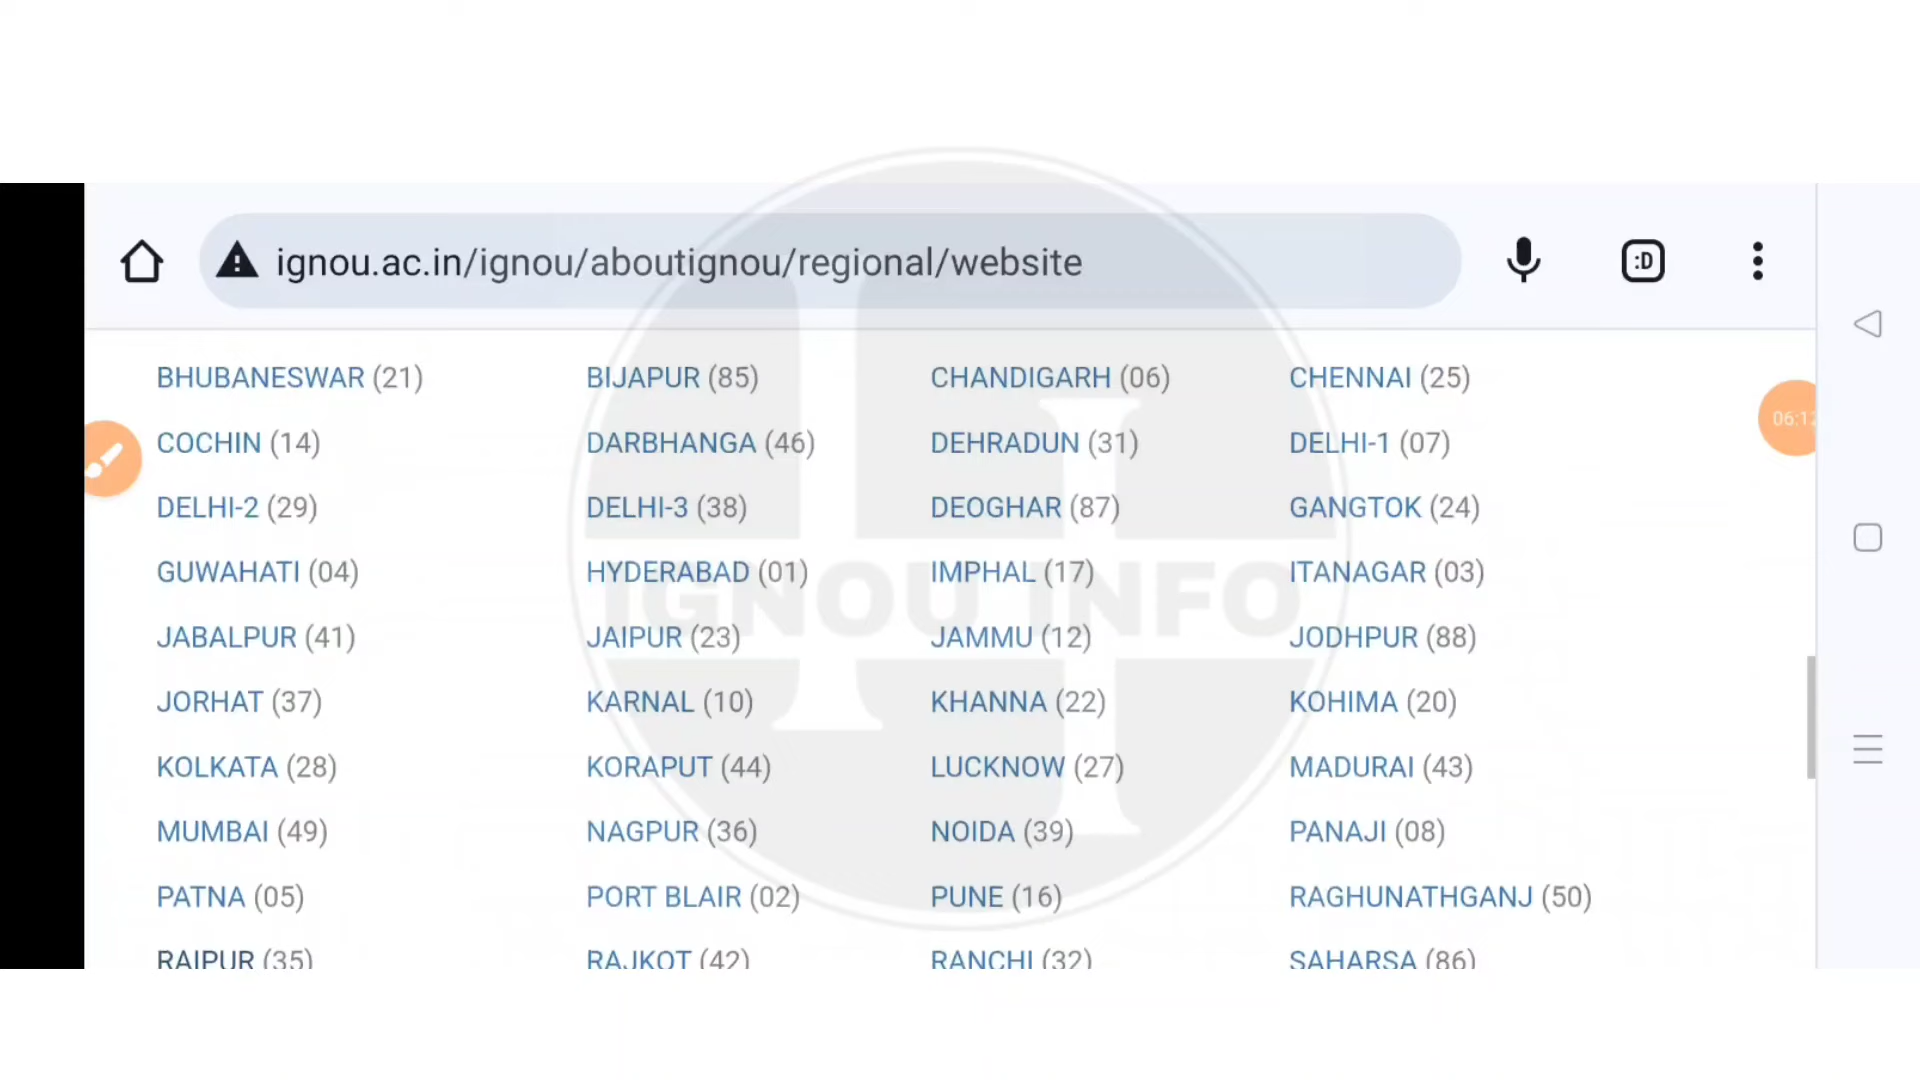 ignou.ac.in/ignou/aboutignou/regional/website
:D
BHUBANESWAR (21) BIJAPUR (85) CHANDIGARH (06) CHENNAI (25)
06:12
COCHIN (14) DARBHANGA (46) DEHRADUN (31) DELHI-1 (07)
DELHI-2 (29) DELHI-3 (38) DEOGHAR (87) GANGTOK (24)
GUWAHATI (04) HYDERABAD (01) IMPHAL (17) ITANAGAR (03)
IGNOU INFO
JABALPUR (41) JAIPUR (23) JAMMU (12) JODHPUR (88)
JORHAT (37) KARNAL (10) KHANNA (22) KOHIMA (20)
KOLKATA (28) KORAPUT (44) LUCKNOW (27) MADURAI (43)
MUMBAI (49) NAGPUR (36) NOIDA (39) PANAJI (08)
PATNA (05) PORT BLAIR (02) PUNE (16) RAGHUNATHGANJ (50)
RAIPUR (35) RAJKOT (42) RANCHI (32) SAHARSA (86)